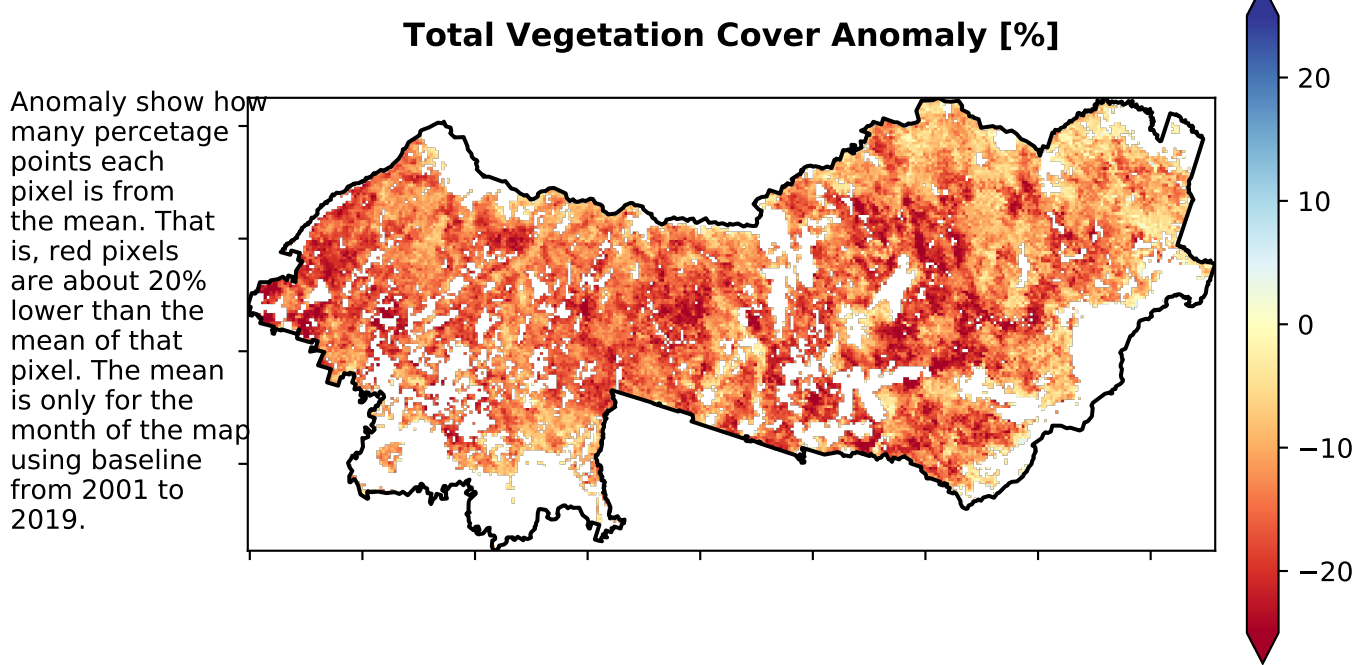 Total Vegetation Cover Anomaly [%]
Anomaly show how
many percetage
points each
pixel is from
the mean. That
is, red pixels
are about 20%
lower than the
mean of that
pixel. The mean
is only for the
month of the map
using baseline
from 2001 to
2019.
20
10
0
−10
−20